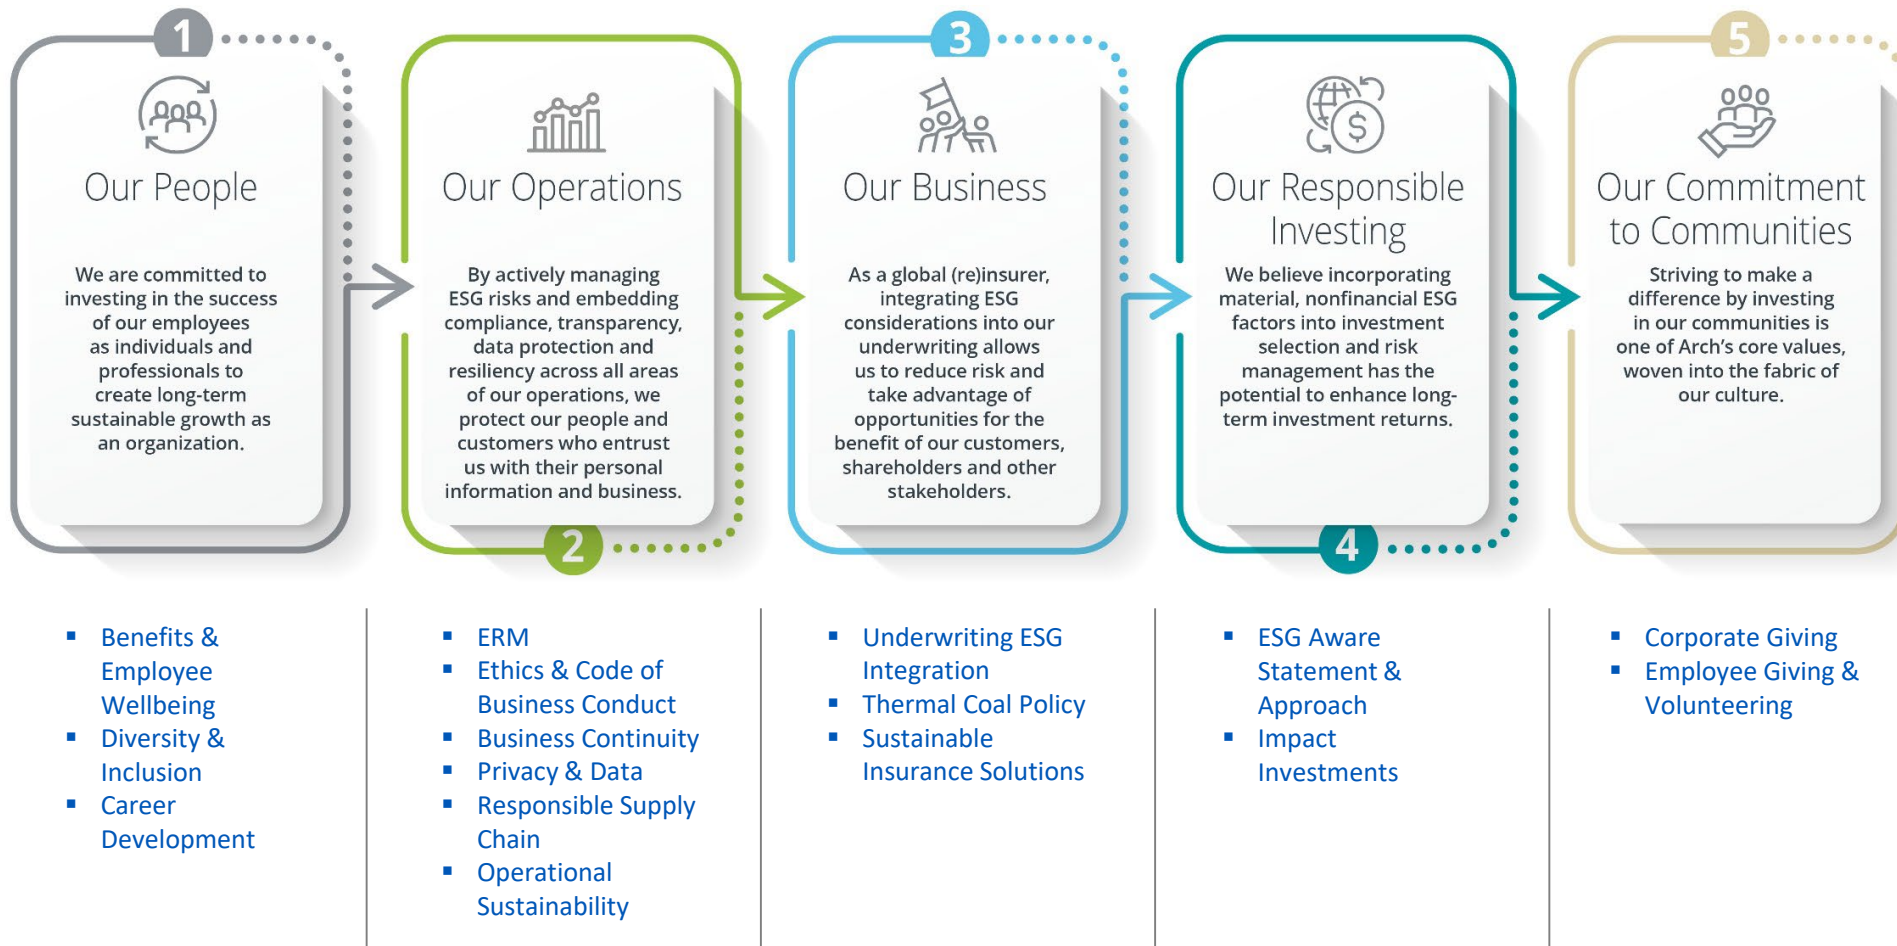 1
Our People
We are committed to
investing in the success
of our employees
as individuals and
professionals to
create long-term
sustainable growth as
an organization.
Our Operations
By actively managing
ESG risks and embedding
compliance, transparency,
data protection and
resiliency across all areas
of our operations, we
protect our people and
customers who entrust
us with their personal
information and business.
2
3
Our Business
As a global (re)insurer,
integrating ESG
considerations into our
underwriting allows
us to reduce risk and
take advantage of
opportunities for the
benefit of our customers,
shareholders and other
stakeholders.
$
Our Responsible
Investing
We believe incorporating
material, nonfinancial ESG
factors into investment
selection and risk
management has the
potential to enhance long-
term investment returns.
4
5
Our Commitment
to Communities
Striving to make a
difference by investing
in our communities is
one of Arch’s core values,
woven into the fabric of
our culture.
▪ Benefits &
Employee
Wellbeing
▪ Diversity &
Inclusion
▪ Career
Development
▪ ERM
▪ Ethics & Code of
Business Conduct
▪ Business Continuity
▪ Privacy & Data
▪ Responsible Supply
Chain
▪ Operational
Sustainability
▪ Underwriting ESG
Integration
▪ Thermal Coal Policy
▪ Sustainable
Insurance Solutions
▪ ESG Aware
Statement &
Approach
▪ Impact
Investments
▪ Corporate Giving
▪ Employee Giving &
Volunteering